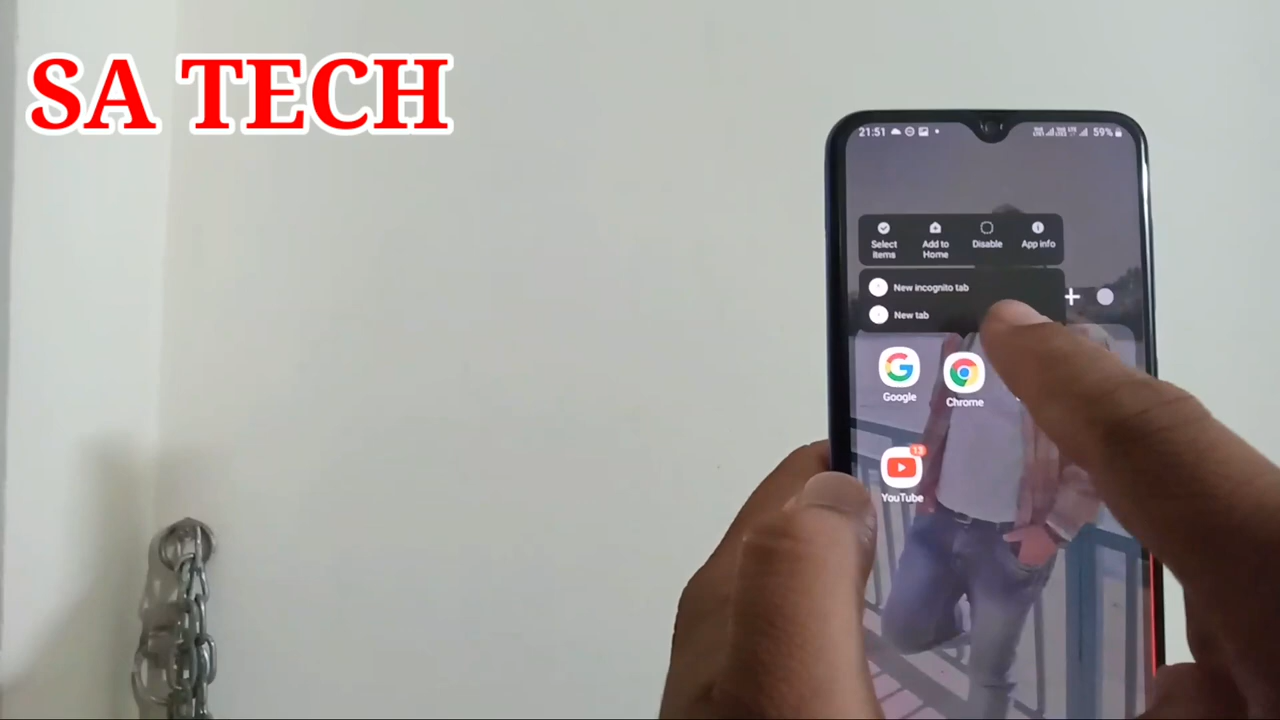 SA TECH
21:51
59%
Select
items
Add to
Home
Disable
App info
New incognito tab
New tab
Google
Chrome
13
YouTube